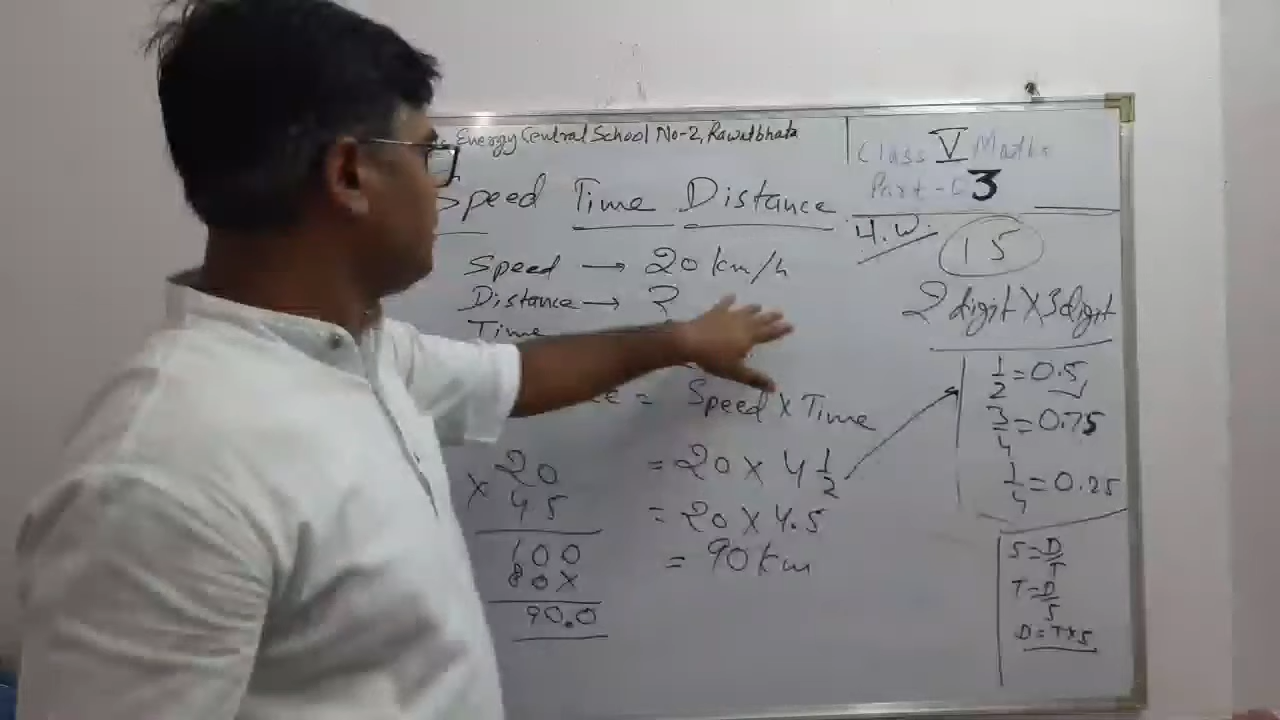 Energy Central School No-2, Rawatbhata
Class V Maths
Part-6 3
Speed Time Distance
H.W.
15
2 digit X 3 digit
Speed → 20 km/h
Distance → ?
Time
= Speed X Time
= 20 X 4 1/2
= 20 X 4.5
= 90 km
20
X 45
100
80X
90.0
1/2 = 0.5
3/4 = 0.75
1/4 = 0.25
S = D/T
T = D/S
D = T X S